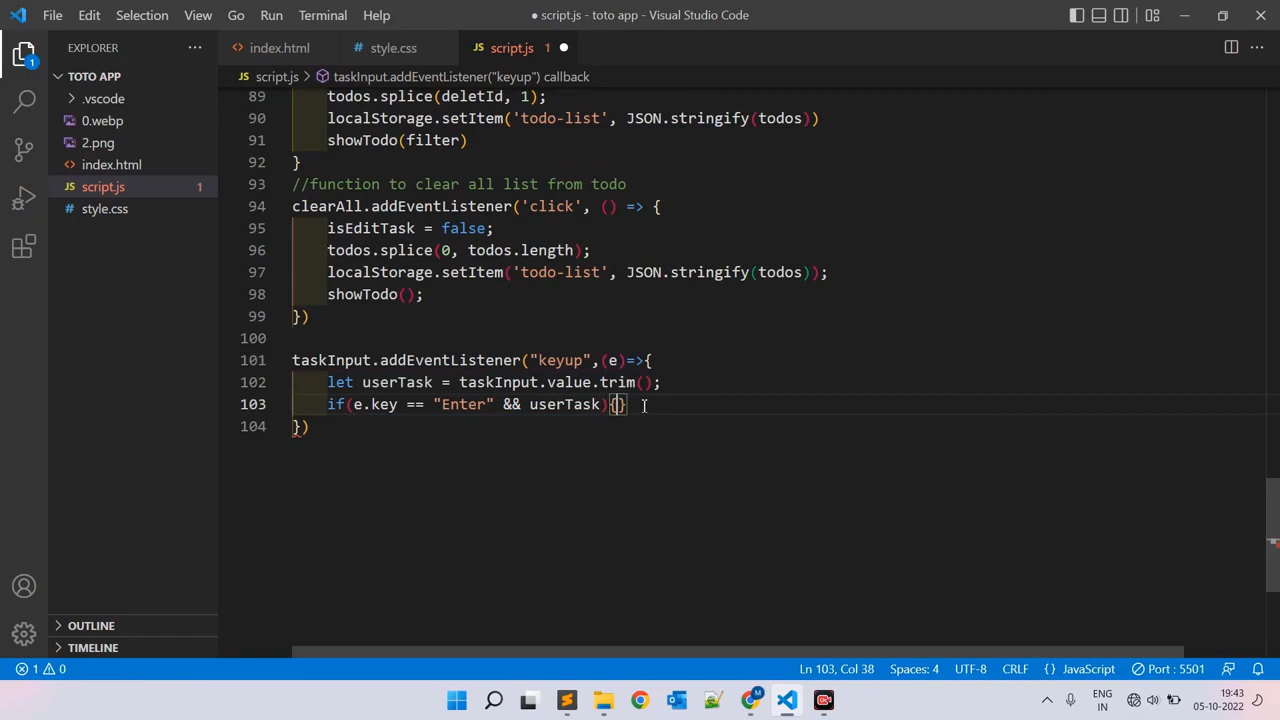 File Edit Selection View Go Run Terminal Help
● script.js - toto app - Visual Studio Code
EXPLORER
index.html
# style.css
JS script.js 1
1
TOTO APP
JS script.js > taskInput.addEventListener("keyup") callback
.vscode
0.webp
2.png
<> index.html
JS script.js 1
# style.css
OUTLINE
TIMELINE
89 todos.splice(deletId, 1);
90 localStorage.setItem('todo-list', JSON.stringify(todos))
91 showTodo(filter)
92 }
93 //function to clear all list from todo
94 clearAll.addEventListener('click', () => {
95 isEditTask = false;
96 todos.splice(0, todos.length);
97 localStorage.setItem('todo-list', JSON.stringify(todos));
98 showTodo();
99 })
100
101 taskInput.addEventListener("keyup",(e)=>{
102 let userTask = taskInput.value.trim();
103 if(e.key == "Enter" && userTask){}
104 })
1 0
Ln 103, Col 38 Spaces: 4 UTF-8 CRLF {} JavaScript Port : 5501
M
ENG
IN
19:43
05-10-2022